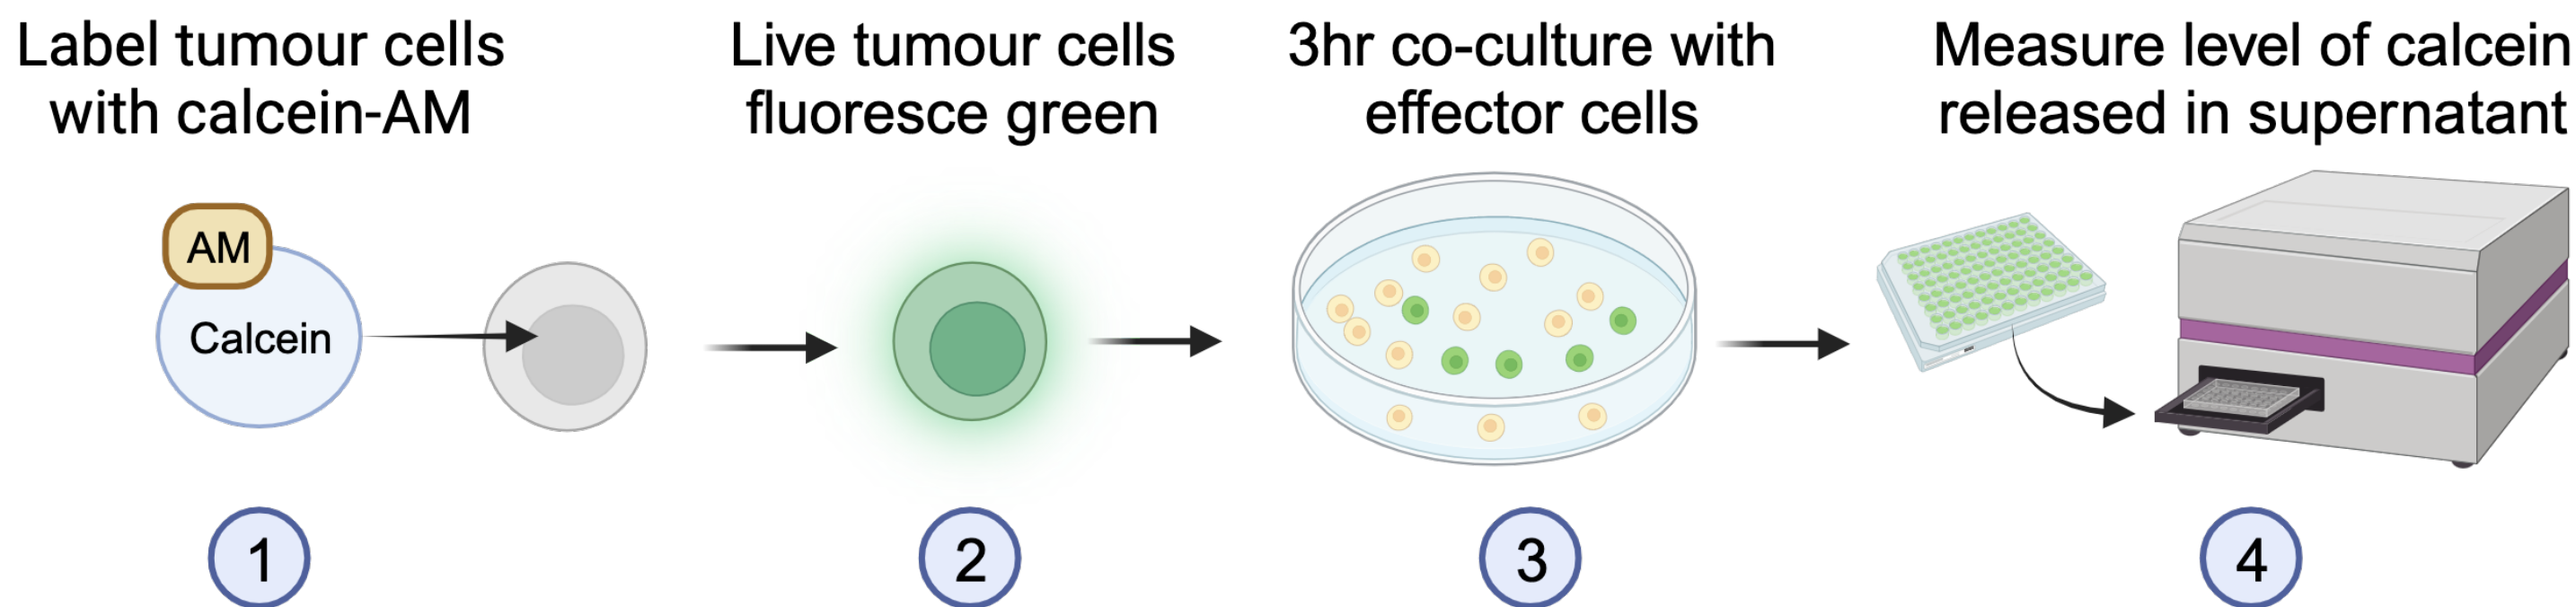 Label tumour cells
with calcein-AM
Live tumour cells
fluoresce green
3hr co-culture with
effector cells
Measure level of calcein
released in supernatant
AM
Calcein
1
2
3
4